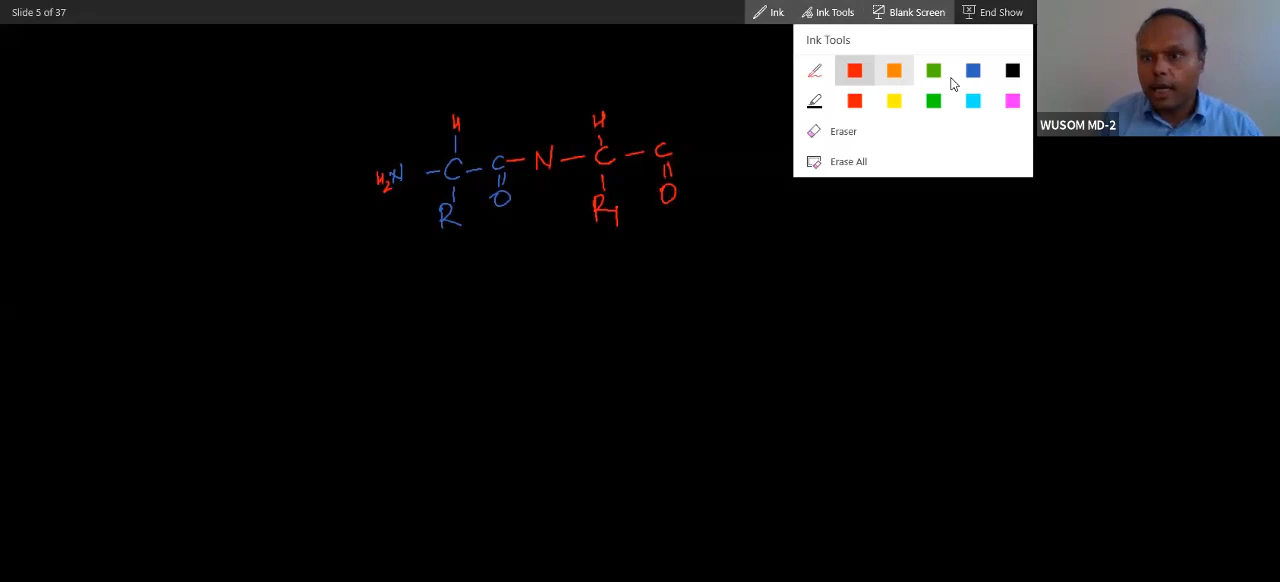 Slide 5 of 37
Ink
Ink Tools
Blank Screen
End Show
Ink Tools
Eraser
Erase All
WUSOM MD-2
H H
H2N - C - C - N - C - C
R O R1 O